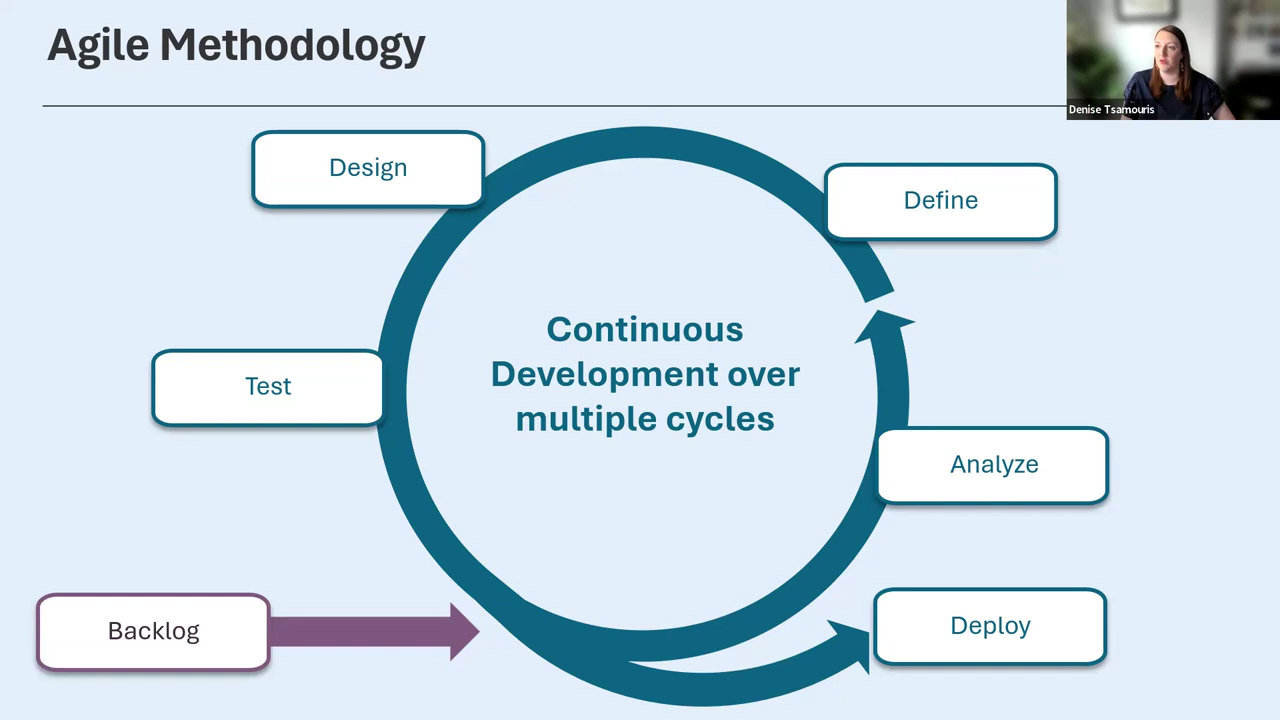 Agile Methodology
Denise Tsamouris
Design
Define
Continuous
Development over
multiple cycles
Test
Analyze
Backlog
Deploy